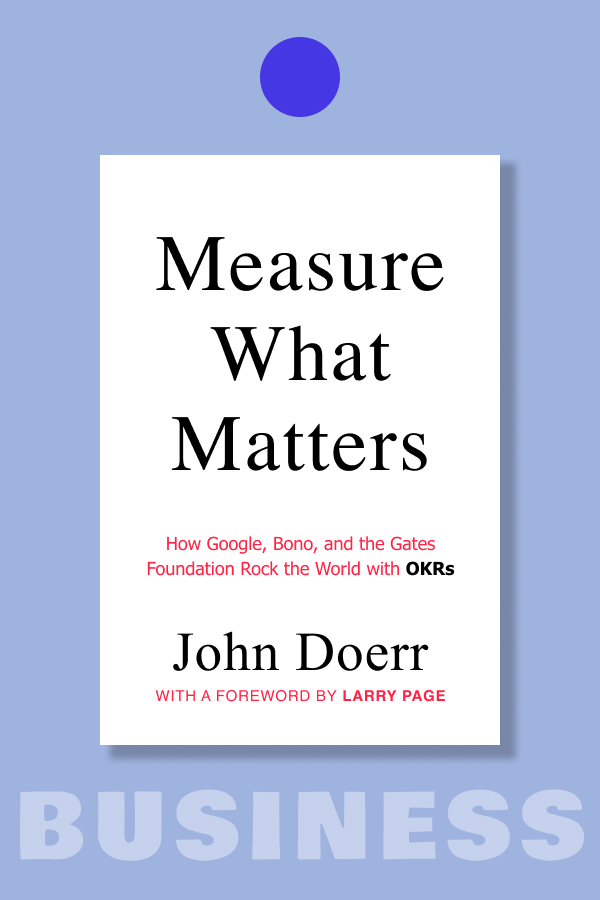 Measure
What
Matters
How Google, Bono, and the Gates
Foundation Rock the World with OKRs
John Doerr
WITH A FOREWORD BY LARRY PAGE
BUSINESS